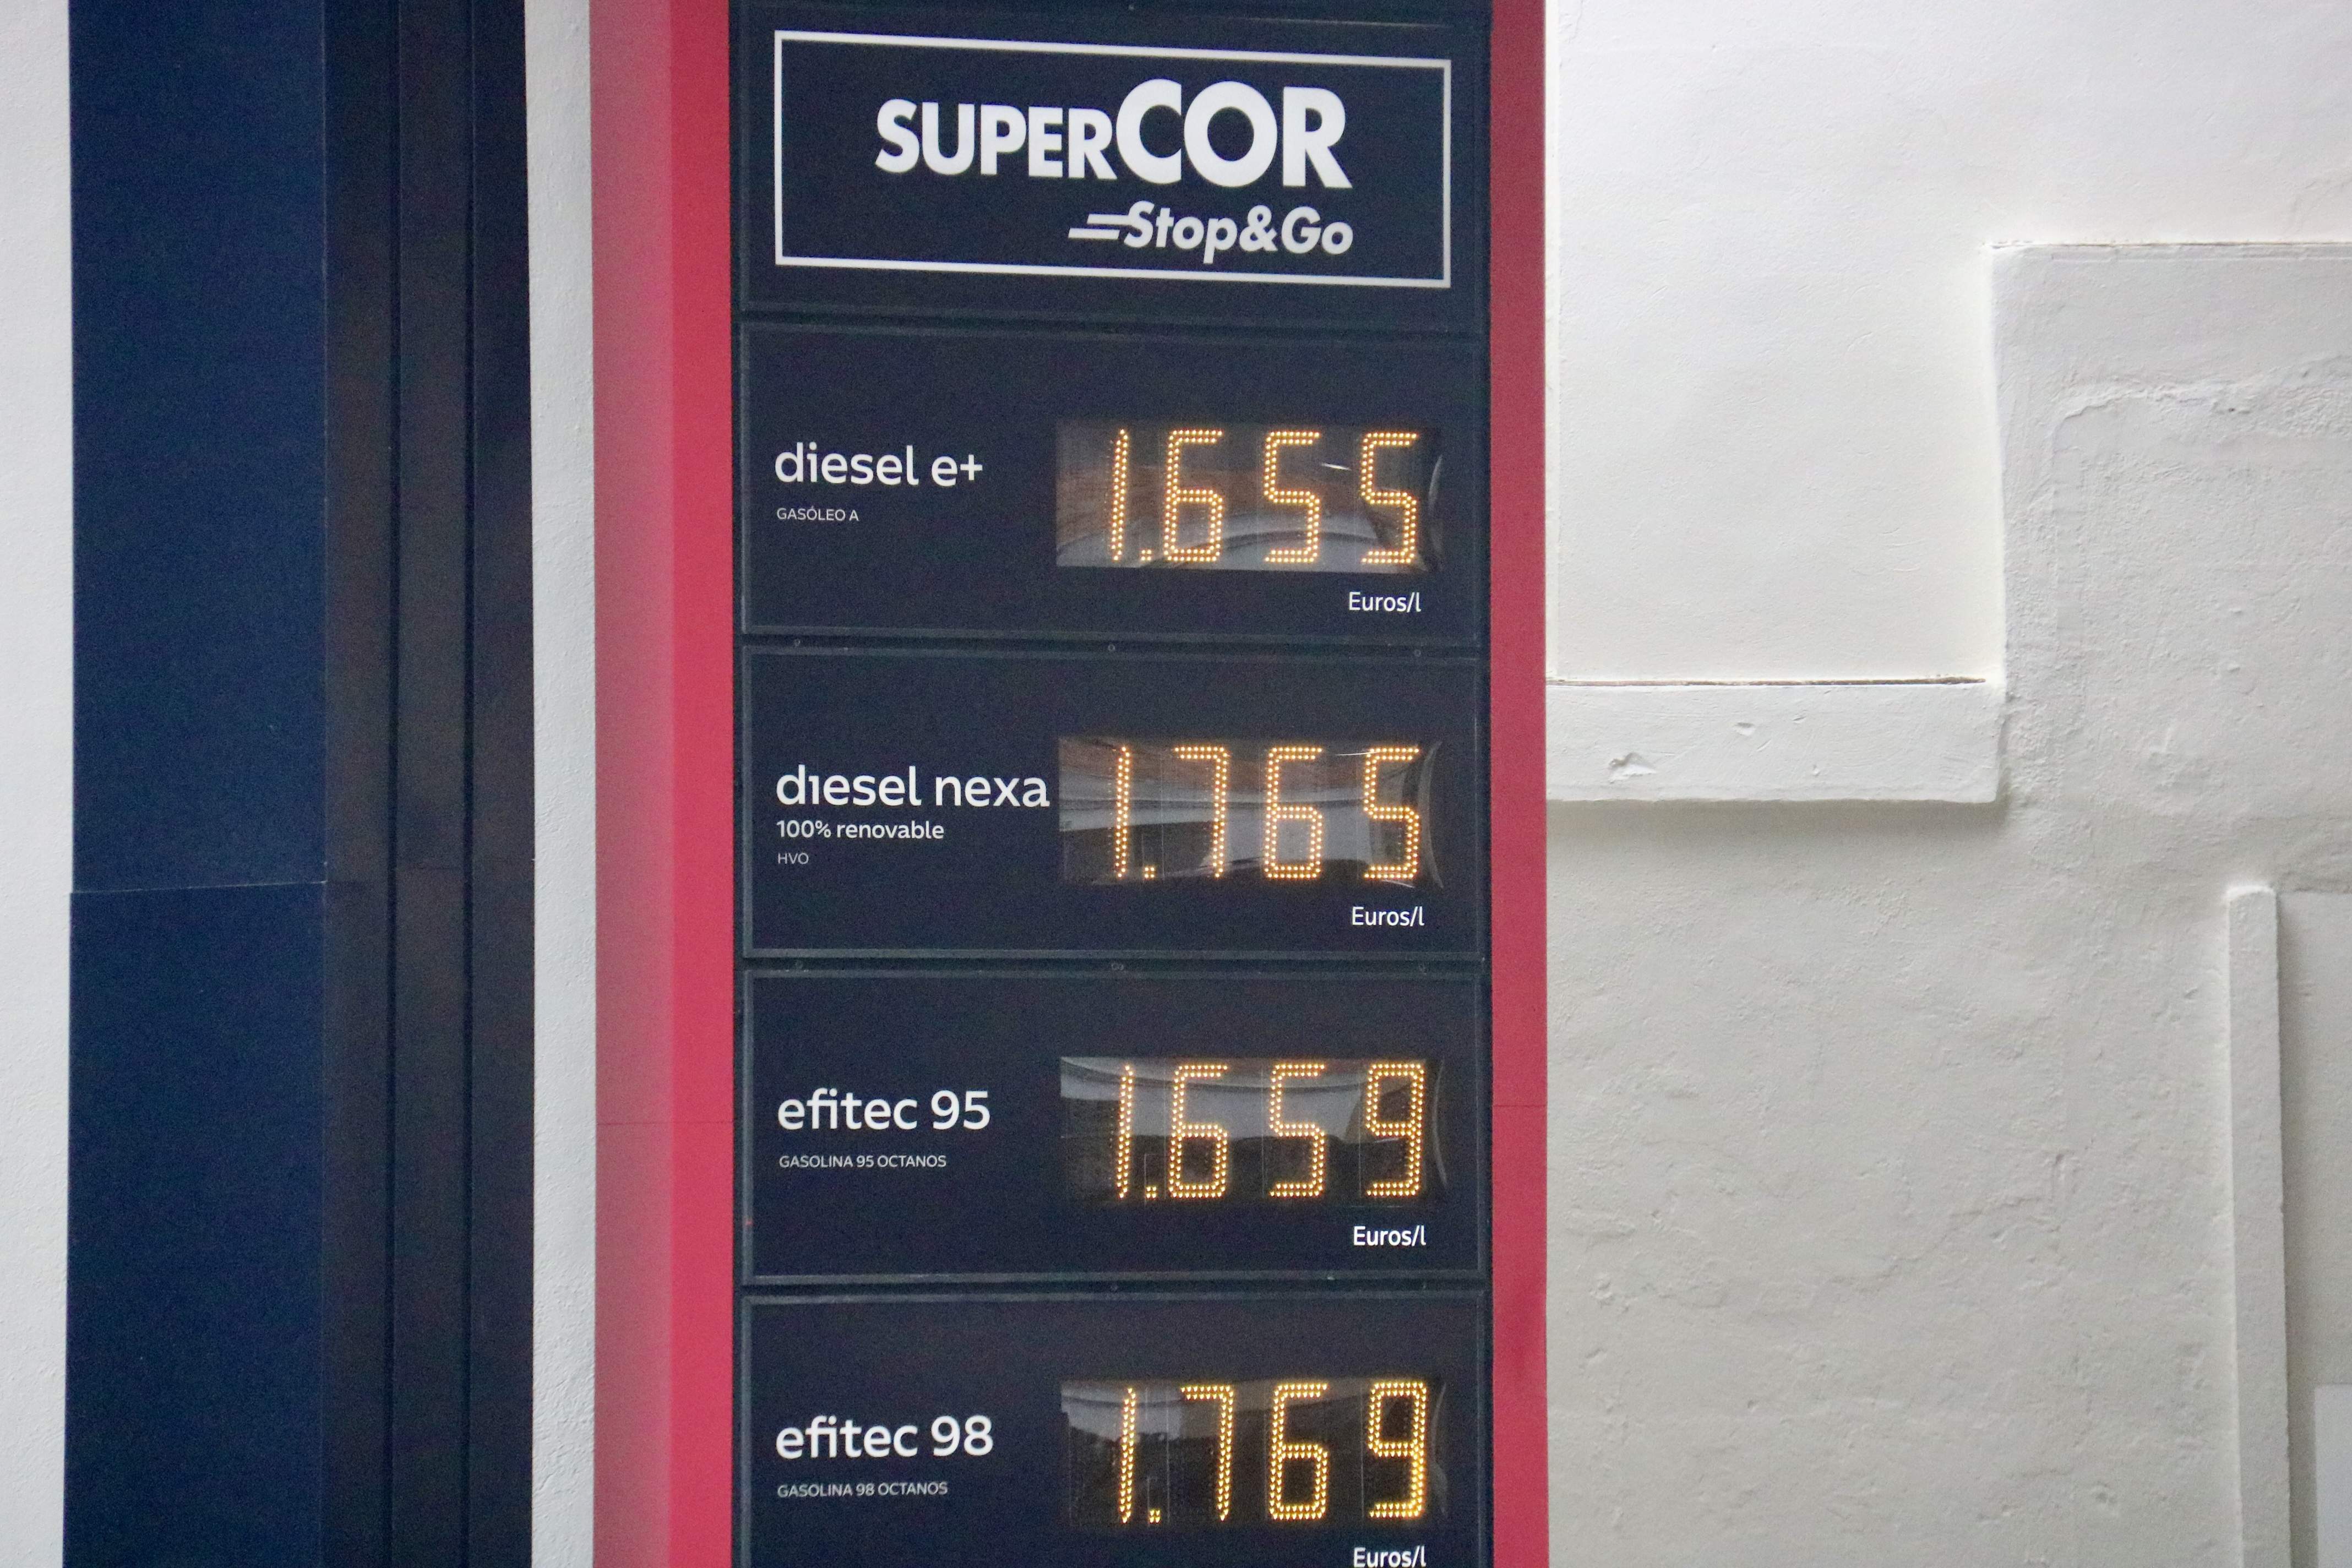 SUPERCOR
Stop&Go
diesel e+
GASÓLEO A
1.655
Euros/l
diesel nexa
100% renovable
HVO
1.765
Euros/l
efitec 95
GASOLINA 95 OCTANOS
1.659
Euros/l
efitec 98
GASOLINA 98 OCTANOS
1.769
Euros/l